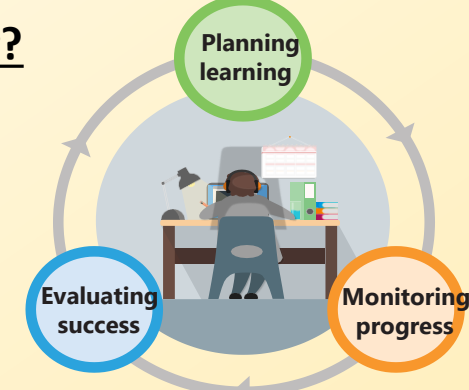 ?
Planning
learning
Evaluating
success
Monitoring
progress